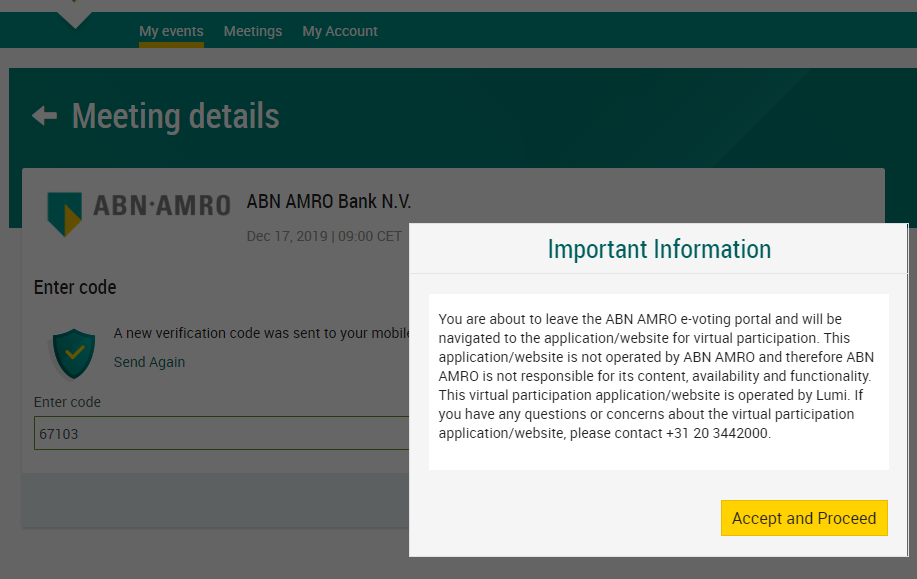 My events Meetings My Account
Meeting details
ABN·AMRO
ABN AMRO Bank N.V.
Dec 17, 2019 | 09:00 CET
Enter code
A new verification code was sent to your mobile
Send Again
Enter code
67103
Important Information
You are about to leave the ABN AMRO e-voting portal and will be
navigated to the application/website for virtual participation. This
application/website is not operated by ABN AMRO and therefore ABN
AMRO is not responsible for its content, availability and functionality.
This virtual participation application/website is operated by Lumi. If
you have any questions or concerns about the virtual participation
application/website, please contact +31 20 3442000.
Accept and Proceed